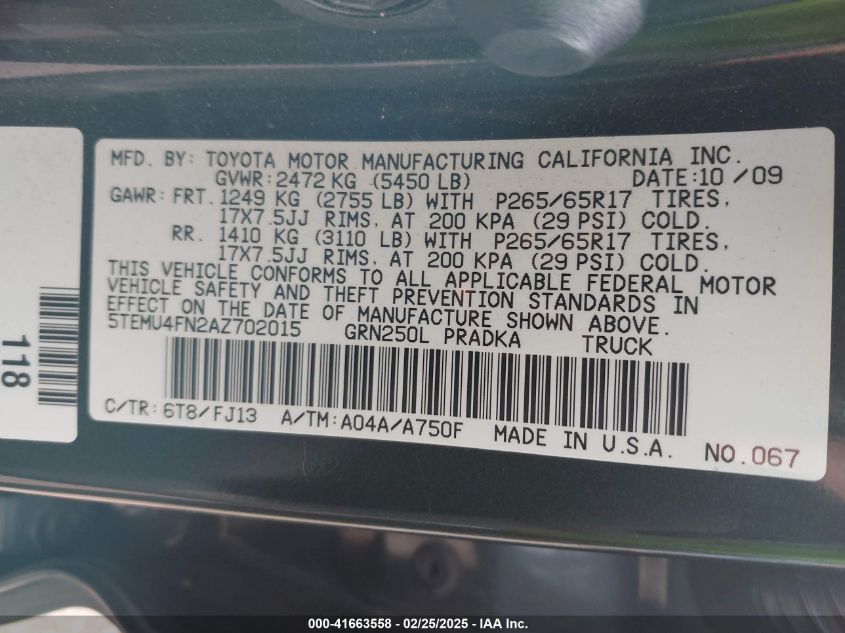 MFD. BY: TOYOTA MOTOR MANUFACTURING CALIFORNIA INC.
GVWR: 2472 KG (5450 LB) DATE: 10 /09
GAWR: FRT. 1249 KG (2755 LB) WITH P265/65R17 TIRES,
17X7.5JJ RIMS, AT 200 KPA (29 PSI) COLD.
RR. 1410 KG (3110 LB) WITH P265/65R17 TIRES,
17X7.5JJ RIMS, AT 200 KPA (29 PSI) COLD.
THIS VEHICLE CONFORMS TO ALL APPLICABLE FEDERAL MOTOR
VEHICLE SAFETY AND THEFT PREVENTION STANDARDS IN
EFFECT ON THE DATE OF MANUFACTURE SHOWN ABOVE.
5TEMU4FN2AZ702015 GRN250L PRADKA TRUCK
C/TR: 6T8/FJ13 A/TM: A04A/A750F MADE IN U.S.A. NO. 067
118
000-41663558 - 02/25/2025 - IAA Inc.